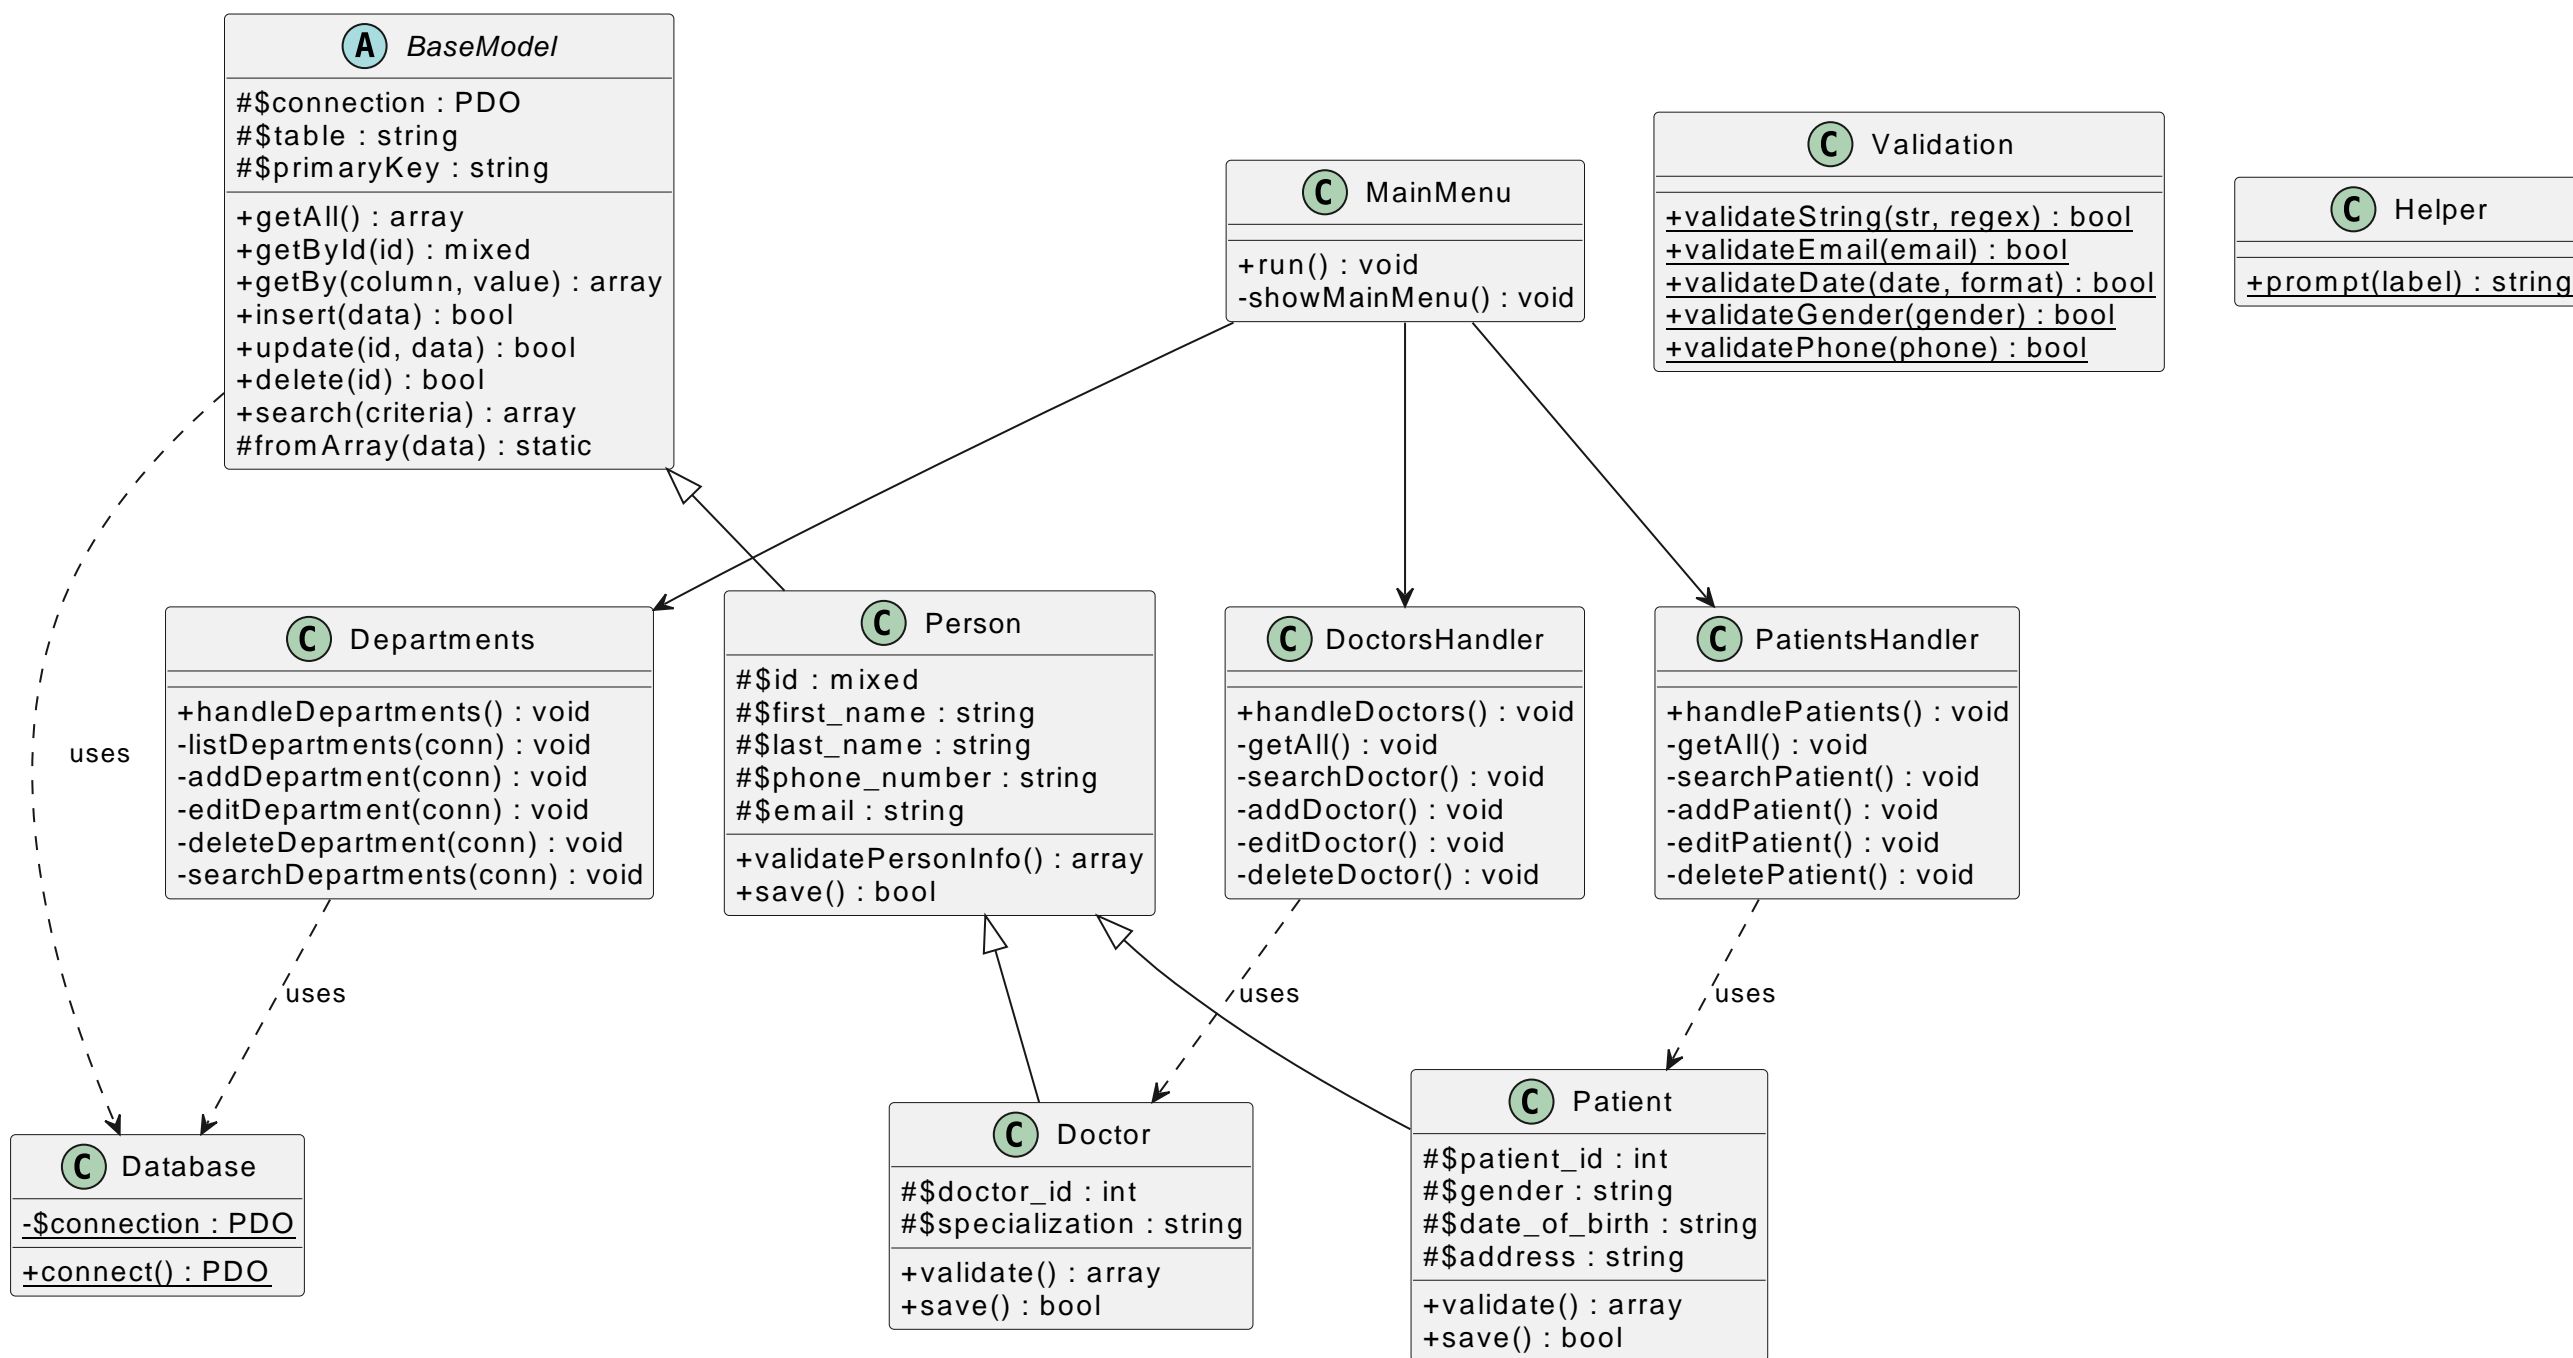 A BaseModel
#$connection : PDO
#$table : string
#$primaryKey : string
+getAll() : array
+getById(id) : mixed
+getBy(column, value) : array
+insert(data) : bool
+update(id, data) : bool
+delete(id) : bool
+search(criteria) : array
#fromArray(data) : static
C MainMenu
+run() : void
-showMainMenu() : void
C Validation
+validateString(str, regex) : bool
+validateEmail(email) : bool
+validateDate(date, format) : bool
+validateGender(gender) : bool
+validatePhone(phone) : bool
C Helper
+prompt(label) : string
C Departments
+handleDepartments() : void
-listDepartments(conn) : void
-addDepartment(conn) : void
-editDepartment(conn) : void
-deleteDepartment(conn) : void
-searchDepartments(conn) : void
C Person
#$id : mixed
#$first_name : string
#$last_name : string
#$phone_number : string
#$email : string
+validatePersonInfo() : array
+save() : bool
C DoctorsHandler
+handleDoctors() : void
-getAll() : void
-searchDoctor() : void
-addDoctor() : void
-editDoctor() : void
-deleteDoctor() : void
C PatientsHandler
+handlePatients() : void
-getAll() : void
-searchPatient() : void
-addPatient() : void
-editPatient() : void
-deletePatient() : void
uses
uses
uses
uses
C Database
-$connection : PDO
+connect() : PDO
C Doctor
#$doctor_id : int
#$specialization : string
+validate() : array
+save() : bool
C Patient
#$patient_id : int
#$gender : string
#$date_of_birth : string
#$address : string
+validate() : array
+save() : bool